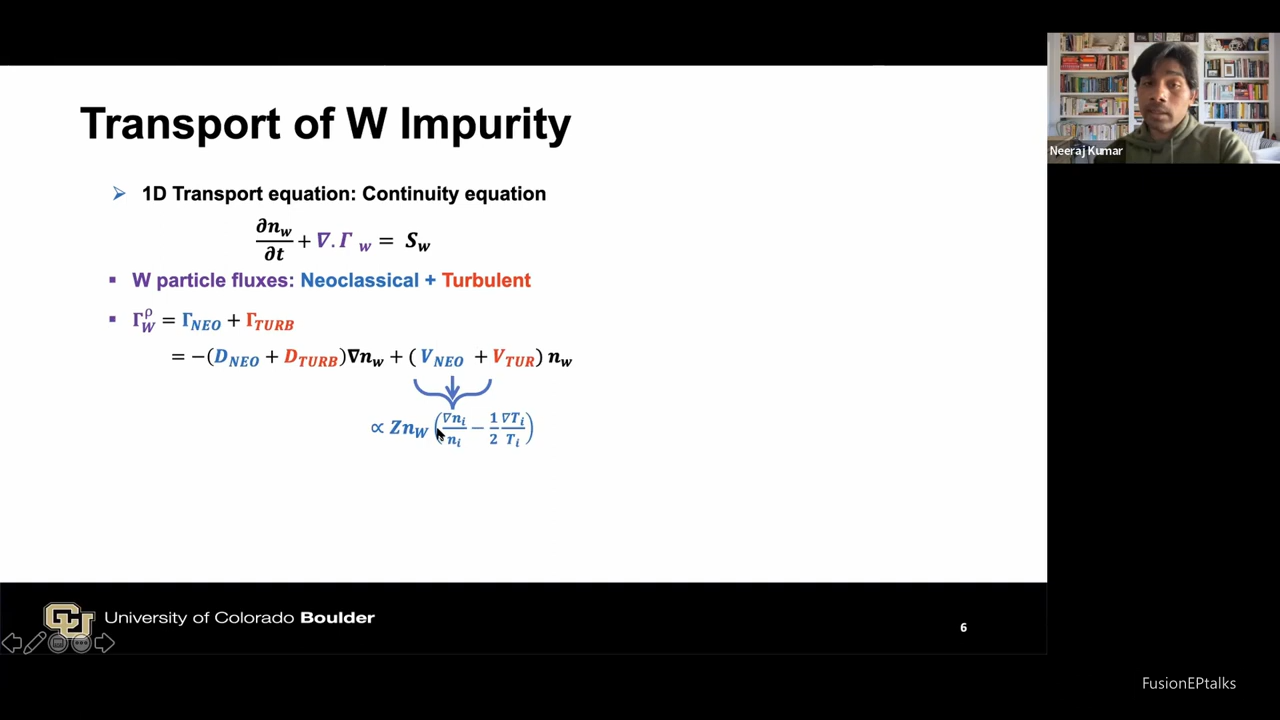 Transport of W Impurity
➢ 1D Transport equation: Continuity equation
∂n_w/∂t + ∇.Γ_w = S_w
▪ W particle fluxes: Neoclassical + Turbulent
▪ Γ_W^ρ = Γ_NEO + Γ_TURB
= −(D_NEO + D_TURB)∇n_w + ( V_NEO + V_TUR) n_w
∝ Zn_W (∇n_i/n_i − 1/2 ∇T_i/T_i)
CU University of Colorado Boulder
6
Neeraj Kumar
FusionEPtalks